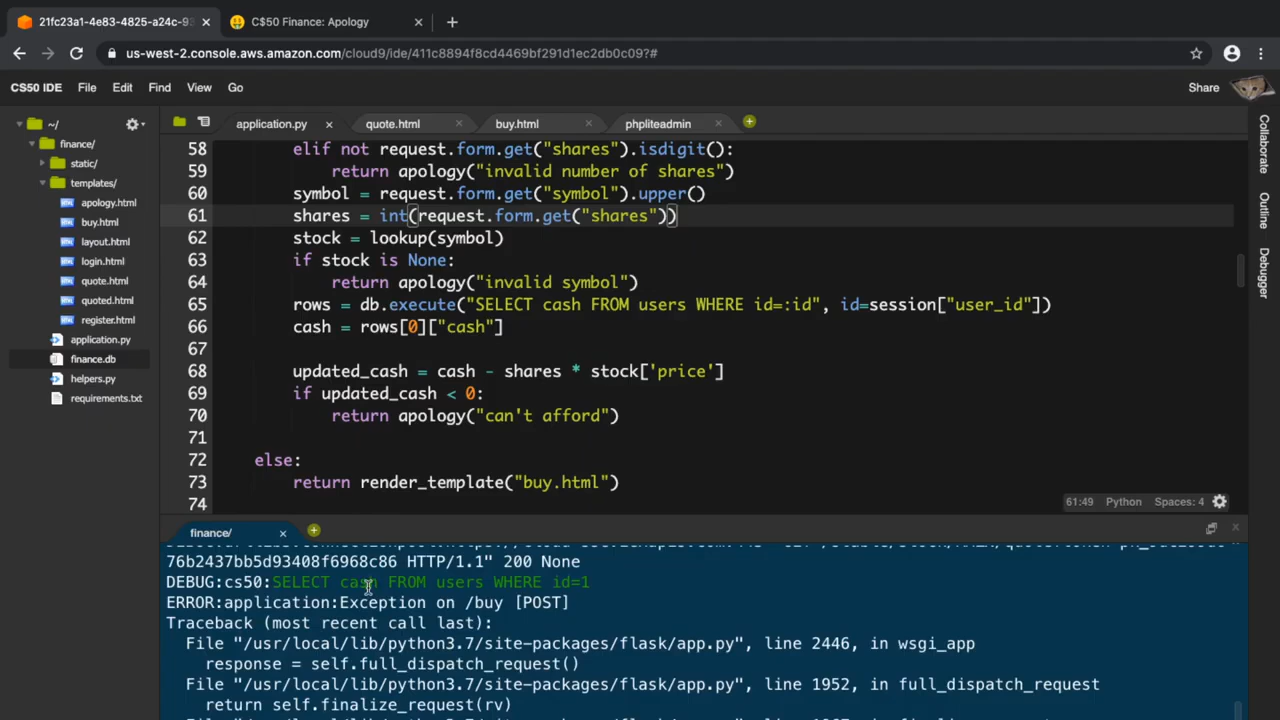 21fc23a1-4e83-4825-a24c-93
C$50 Finance: Apology
us-west-2.console.aws.amazon.com/cloud9/ide/411c8894f8cd4469bf291d1ec2db0c09?#
CS50 IDE File Edit Find View Go Share
~/
finance/
static/
templates/
apology.html
buy.html
layout.html
login.html
quote.html
quoted.html
register.html
application.py
finance.db
helpers.py
requirements.txt
application.py quote.html buy.html phpliteadmin
58 elif not request.form.get("shares").isdigit():
59 return apology("invalid number of shares")
60 symbol = request.form.get("symbol").upper()
61 shares = int(request.form.get("shares"))
62 stock = lookup(symbol)
63 if stock is None:
64 return apology("invalid symbol")
65 rows = db.execute("SELECT cash FROM users WHERE id=:id", id=session["user_id"])
66 cash = rows[0]["cash"]
67
68 updated_cash = cash - shares * stock['price']
69 if updated_cash < 0:
70 return apology("can't afford")
71
72 else:
73 return render_template("buy.html")
74
61:49 Python Spaces: 4
Collaborate
Outline
Debugger
finance/
76b2437bb5d93408f6968c86 HTTP/1.1" 200 None
DEBUG:cs50:SELECT cash FROM users WHERE id=1
ERROR:application:Exception on /buy [POST]
Traceback (most recent call last):
File "/usr/local/lib/python3.7/site-packages/flask/app.py", line 2446, in wsgi_app
response = self.full_dispatch_request()
File "/usr/local/lib/python3.7/site-packages/flask/app.py", line 1952, in full_dispatch_request
return self.finalize_request(rv)